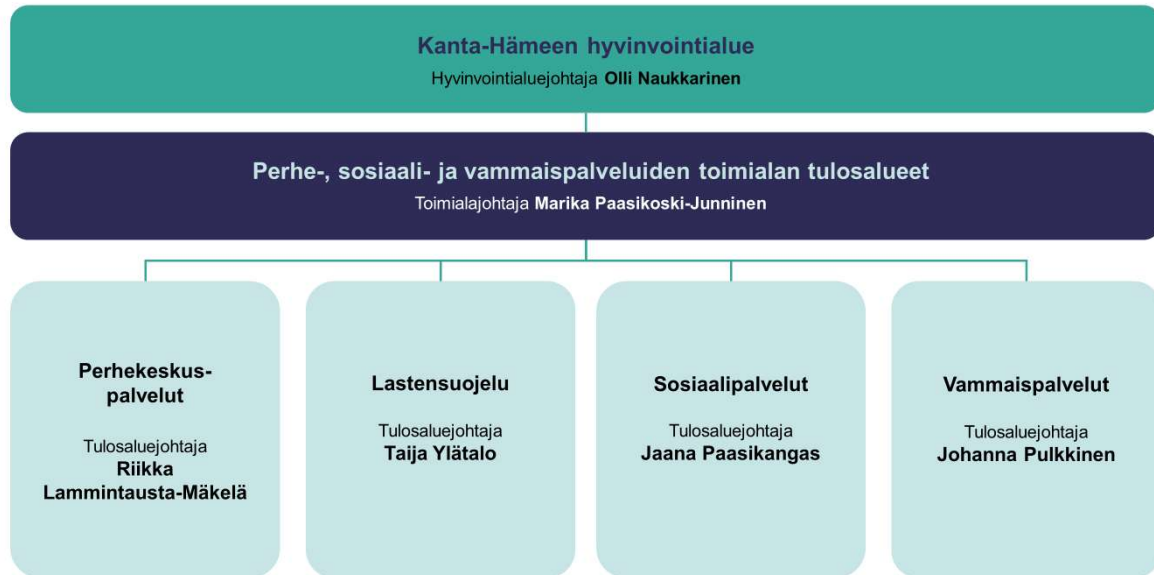 Kanta-Hämeen hyvinvointialue
Hyvinvointialuejohtaja Olli Naukkarinen
Perhe-, sosiaali- ja vammaispalveluiden toimialan tulosalueet
Toimialajohtaja Marika Paasikoski-Junninen
Perhekeskus-
palvelut
Tulosaluejohtaja
Riikka
Lammintausta-Mäkelä
Lastensuojelu
Tulosaluejohtaja
Taija Ylätalo
Sosiaalipalvelut
Tulosaluejohtaja
Jaana Paasikangas
Vammaispalvelut
Tulosaluejohtaja
Johanna Pulkkinen